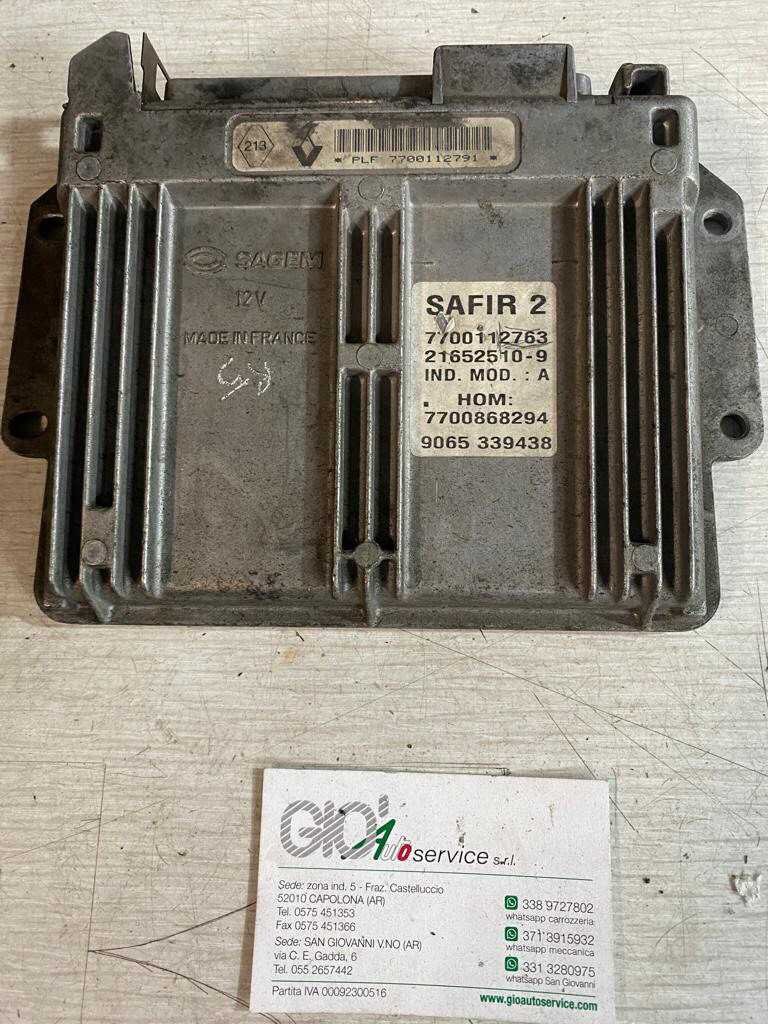 213
* PLF 7700112791 *
SAGEM
12V
MADE IN FRANCE
SAFIR 2
7700112763
21652510-9
IND. MOD. : A
HOM:
7700868294
9065 339438
GIO' Autoservice s.r.l.
Sede: zona ind. 5 - Fraz. Castelluccio
52010 CAPOLONA (AR)
Tel. 0575 451353
Fax 0575 451366
Sede: SAN GIOVANNI V.NO (AR)
via C. E. Gadda, 6
Tel. 055 2657442
Partita IVA 00092300516
338 9727802
whatsapp carrozzeria
371 3915932
whatsapp meccanica
331 3280975
whatsapp San Giovanni
www.gioautoservice.com